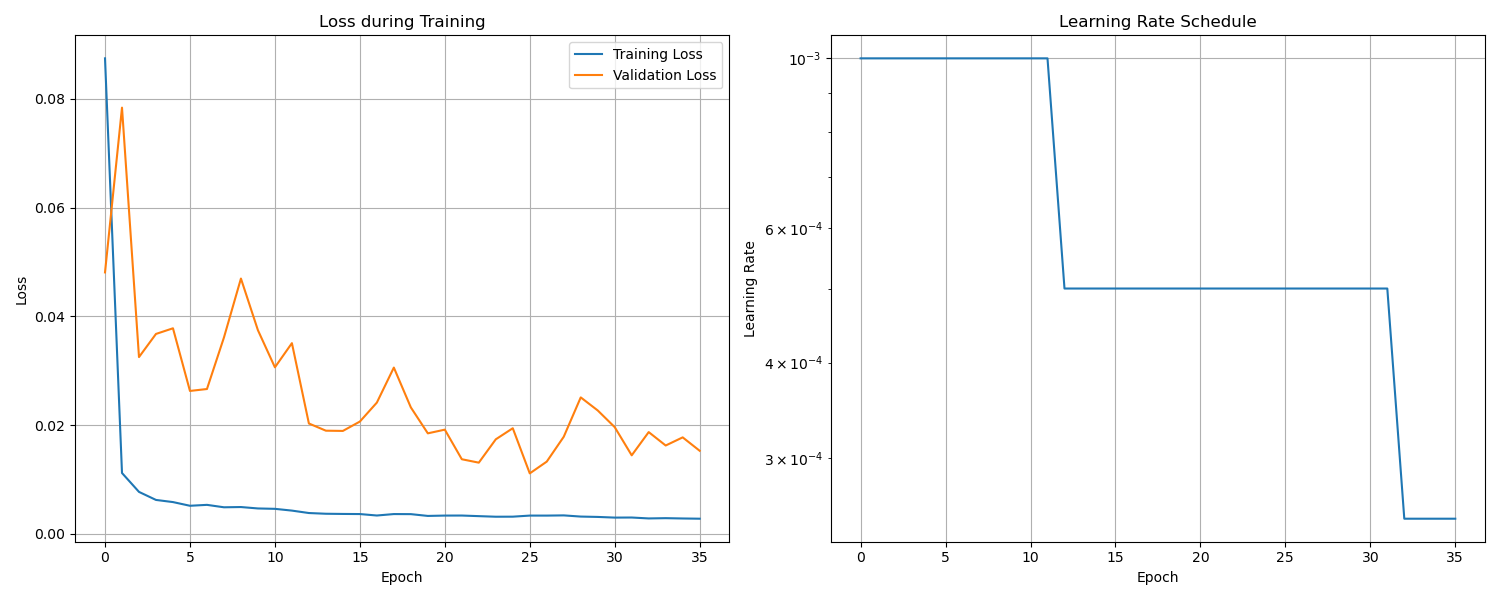 Loss during Training
Training Loss
Validation Loss
0.08
0.06
0.04
0.02
0.00
Loss
0 5 10 15 20 25 30 35
Epoch
Learning Rate Schedule
10⁻³
6 × 10⁻⁴
4 × 10⁻⁴
3 × 10⁻⁴
Learning Rate
0 5 10 15 20 25 30 35
Epoch